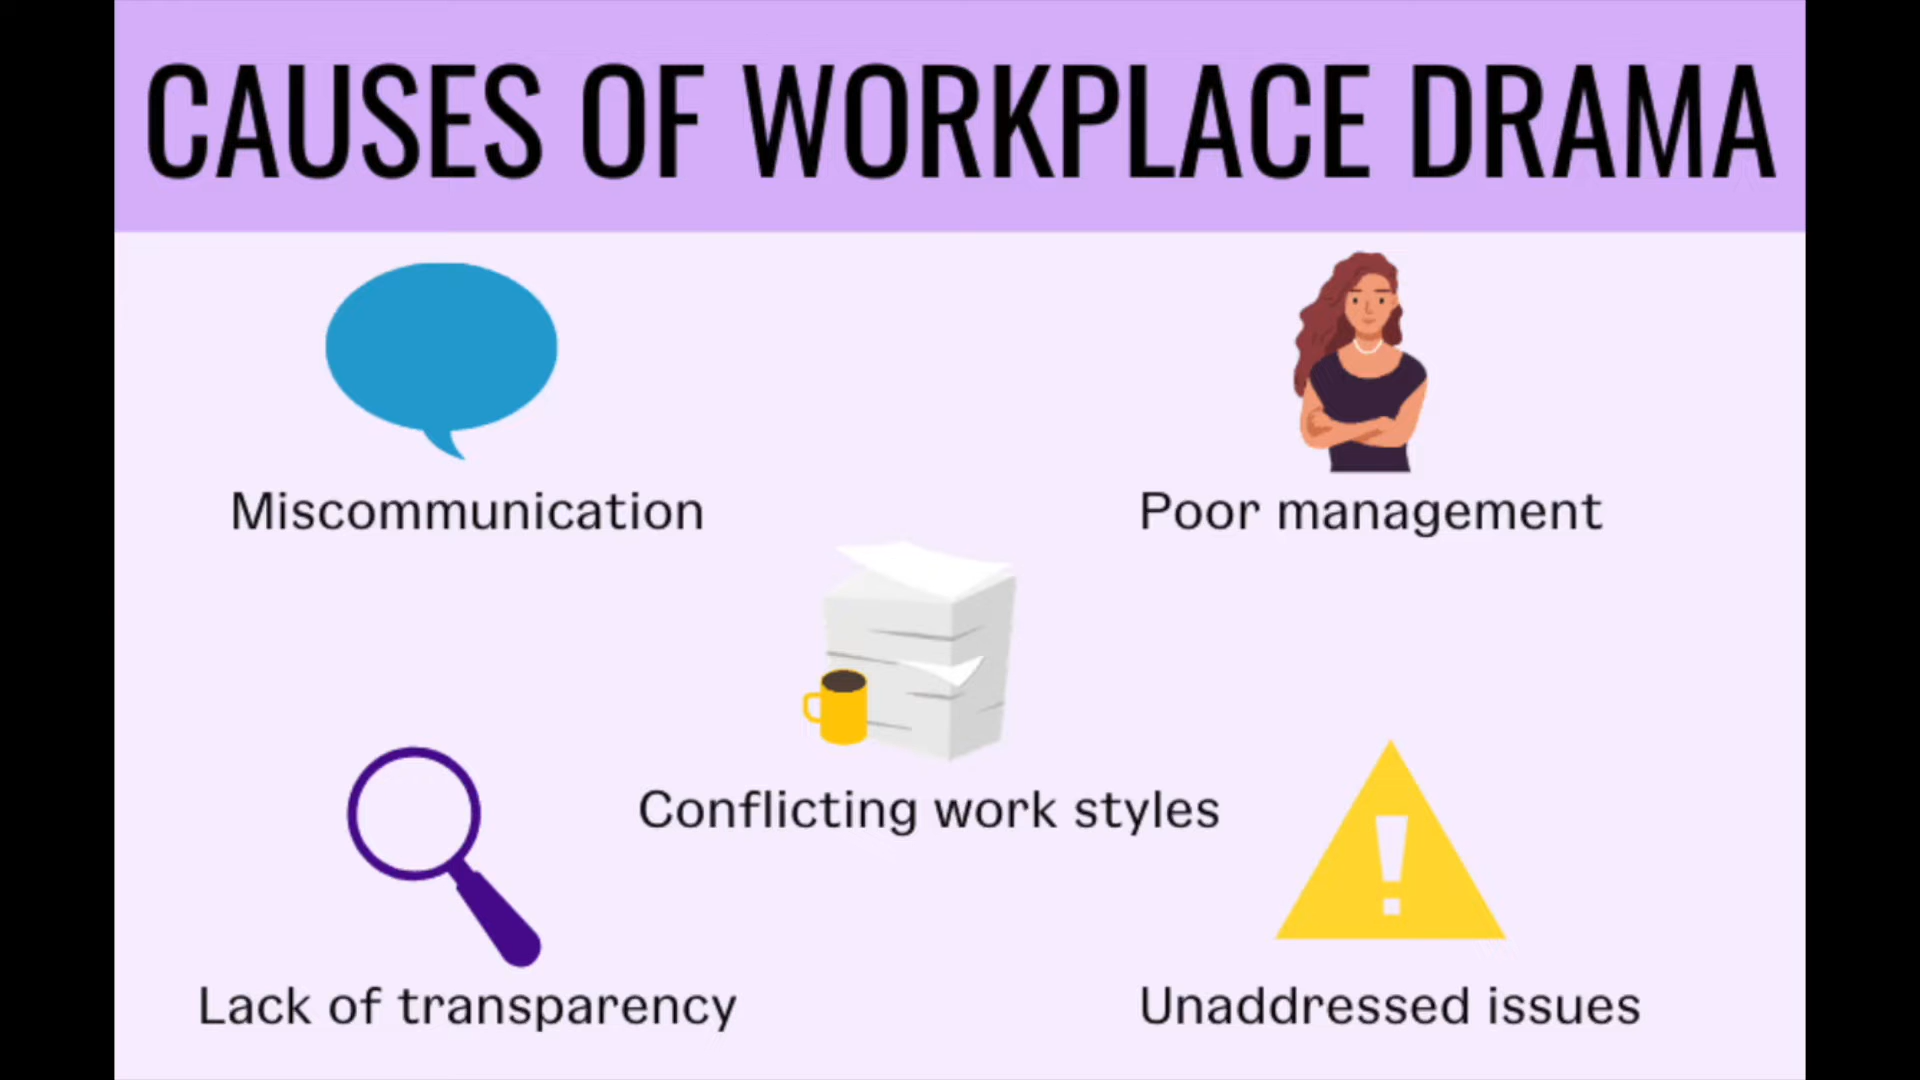 CAUSES OF WORKPLACE DRAMA
Miscommunication
Poor management
Conflicting work styles
Lack of transparency
Unaddressed issues